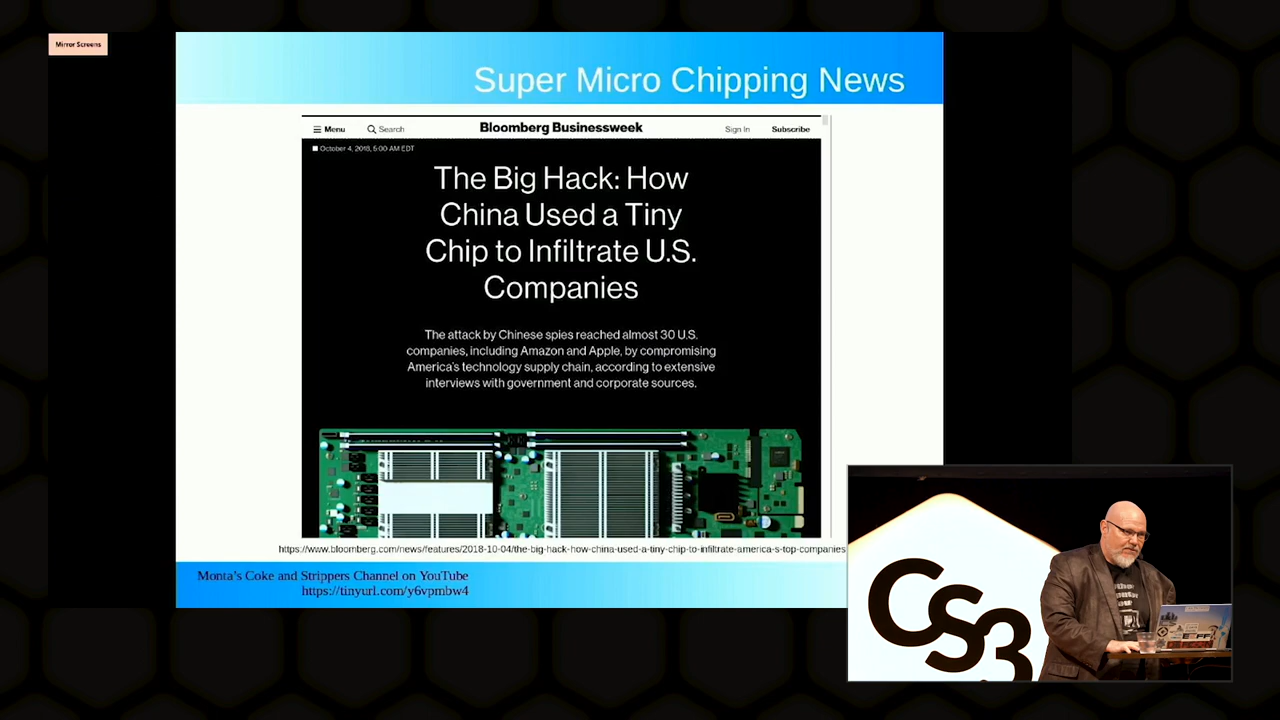 Mirror Screens
Super Micro Chipping News
Menu Search Bloomberg Businessweek Sign In Subscribe
October 4, 2018, 5:00 AM EDT
The Big Hack: How
China Used a Tiny
Chip to Infiltrate U.S.
Companies
The attack by Chinese spies reached almost 30 U.S.
companies, including Amazon and Apple, by compromising
America's technology supply chain, according to extensive
interviews with government and corporate sources.
https://www.bloomberg.com/news/features/2018-10-04/the-big-hack-how-china-used-a-tiny-chip-to-infiltrate-america-s-top-companies
Monta's Coke and Strippers Channel on YouTube
https://tinyurl.com/y6vpmbw4
CS3
EFF